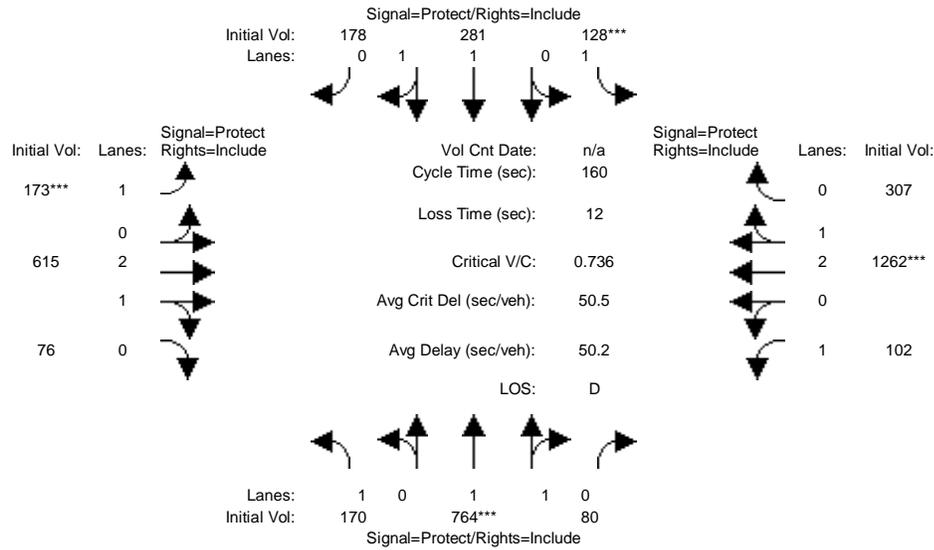 Signal=Protect/Rights=Include
Initial Vol: 178 281 128***
Lanes: 0 1 1 0 1
Signal=Protect
Rights=Include
Initial Vol: Lanes:
Vol Cnt Date: n/a
Signal=Protect
Rights=Include
Lanes: Initial Vol:
Cycle Time (sec): 160
173*** 1
0 307
Loss Time (sec): 12
0
1
615 2
Critical V/C: 0.736
2 1262***
1
Avg Crit Del (sec/veh): 50.5
0
76 0
Avg Delay (sec/veh): 50.2
1 102
LOS: D
Lanes: 1 0 1 1 0
Initial Vol: 170 764*** 80
Signal=Protect/Rights=Include